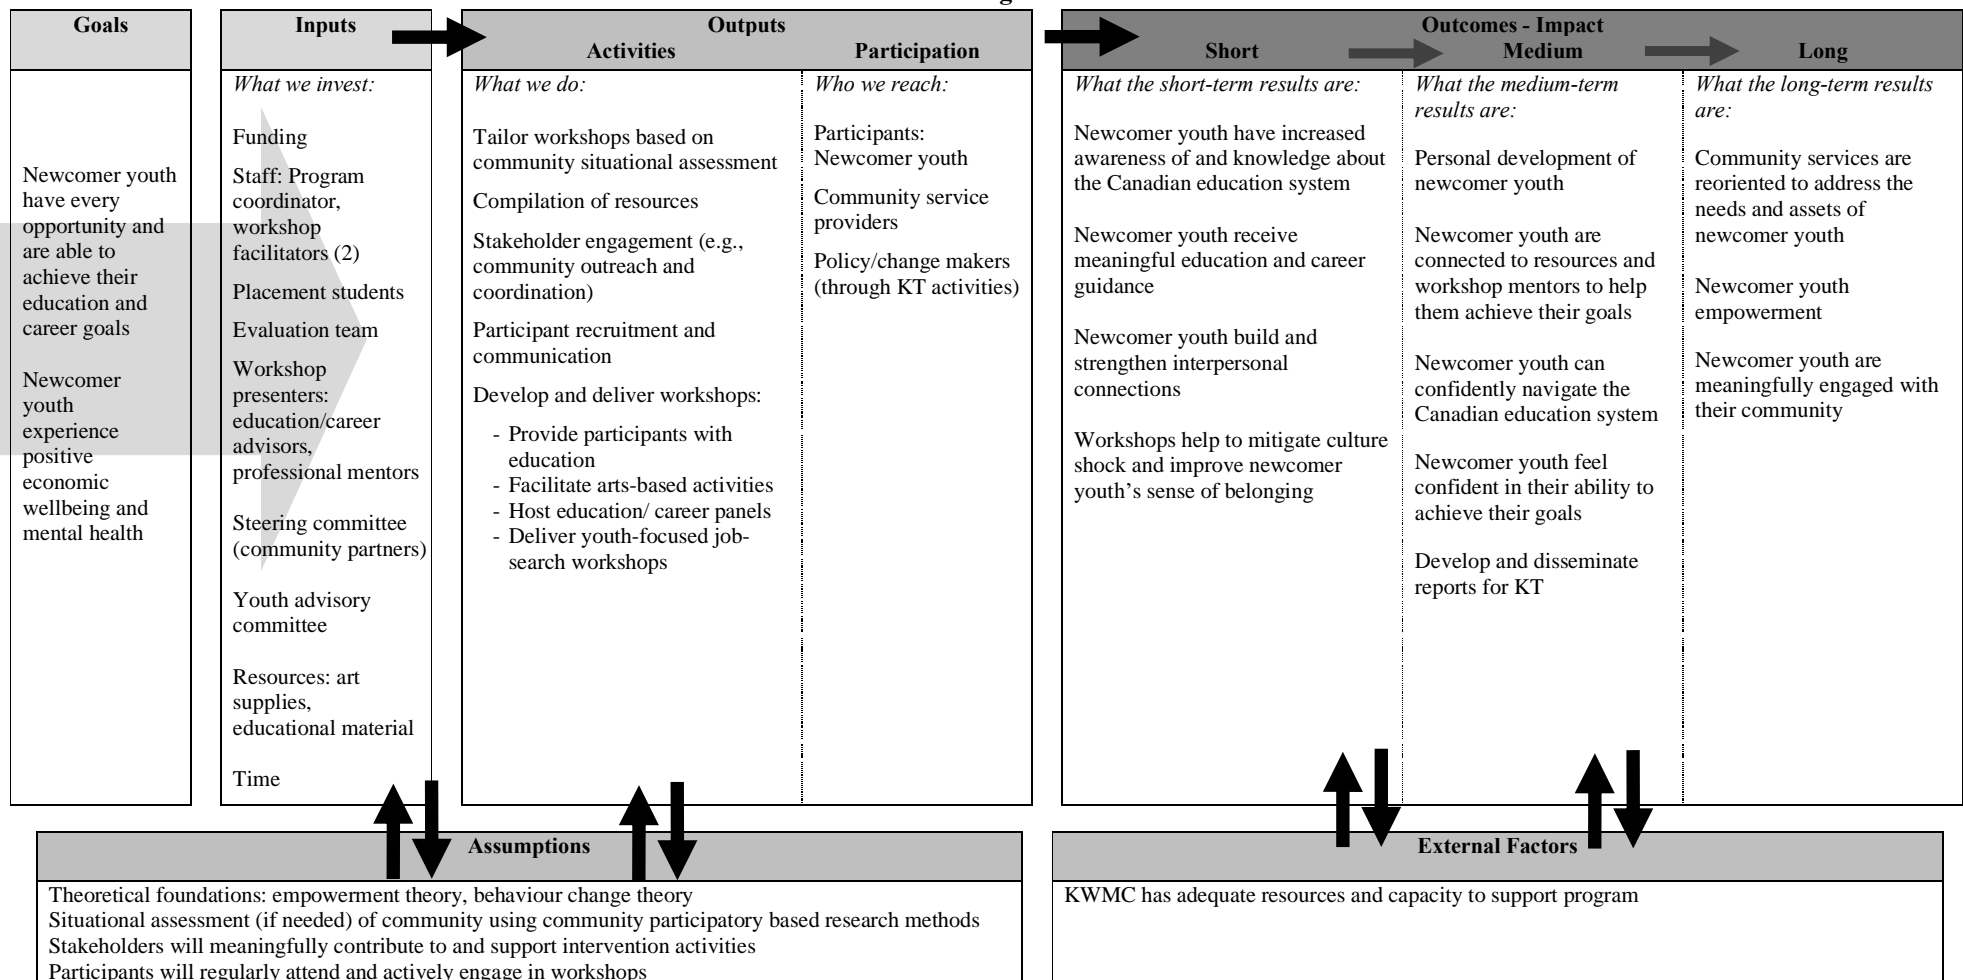 Goals
Newcomer youth
have every
opportunity and
are able to
achieve their
education and
career goals
Newcomer
youth
experience
positive
economic
wellbeing and
mental health
Inputs
What we invest:
Funding
Staff: Program
coordinator,
workshop
facilitators (2)
Placement students
Evaluation team
Workshop
presenters:
education/career
advisors,
professional mentors
Steering committee
(community partners)
Youth advisory
committee
Resources: art
supplies,
educational material
Time
Outputs
Activities
What we do:
Tailor workshops based on
community situational assessment
Compilation of resources
Stakeholder engagement (e.g.,
community outreach and
coordination)
Participant recruitment and
communication
Develop and deliver workshops:
- Provide participants with
education
- Facilitate arts-based activities
- Host education/ career panels
- Deliver youth-focused job-
search workshops
Participation
Who we reach:
Participants:
Newcomer youth
Community service
providers
Policy/change makers
(through KT activities)
Outcomes - Impact
Short
What the short-term results are:
Newcomer youth have increased
awareness of and knowledge about
the Canadian education system
Newcomer youth receive
meaningful education and career
guidance
Newcomer youth build and
strengthen interpersonal
connections
Workshops help to mitigate culture
shock and improve newcomer
youth’s sense of belonging
Medium
What the medium-term
results are:
Personal development of
newcomer youth
Newcomer youth are
connected to resources and
workshop mentors to help
them achieve their goals
Newcomer youth can
confidently navigate the
Canadian education system
Newcomer youth feel
confident in their ability to
achieve their goals
Develop and disseminate
reports for KT
Long
What the long-term results
are:
Community services are
reoriented to address the
needs and assets of
newcomer youth
Newcomer youth
empowerment
Newcomer youth are
meaningfully engaged with
their community
Assumptions
Theoretical foundations: empowerment theory, behaviour change theory
Situational assessment (if needed) of community using community participatory based research methods
Stakeholders will meaningfully contribute to and support intervention activities
Participants will regularly attend and actively engage in workshops
External Factors
KWMC has adequate resources and capacity to support program